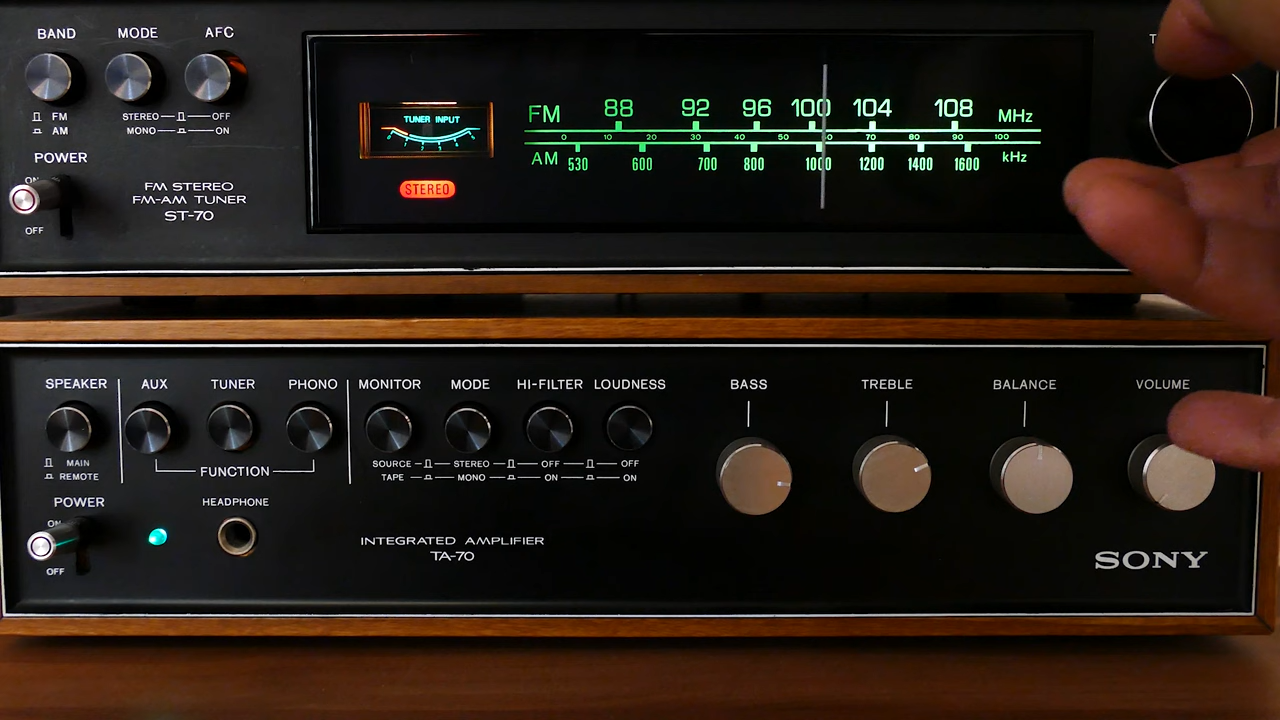 BAND MODE AFC
FM STEREO OFF
AM MONO ON
POWER
ON
OFF
FM STEREO
FM-AM TUNER
ST-70
TUNER INPUT
STEREO
FM 88 92 96 100 104 108 MHz
0 10 20 30 40 50 60 70 80 90 100
AM 530 600 700 800 1000 1200 1400 1600 kHz
SPEAKER AUX TUNER PHONO MONITOR MODE HI-FILTER LOUDNESS BASS TREBLE BALANCE VOLUME
MAIN
REMOTE
FUNCTION
SOURCE STEREO OFF OFF
TAPE MONO ON ON
POWER
ON
OFF
HEADPHONE
INTEGRATED AMPLIFIER
TA-70
SONY